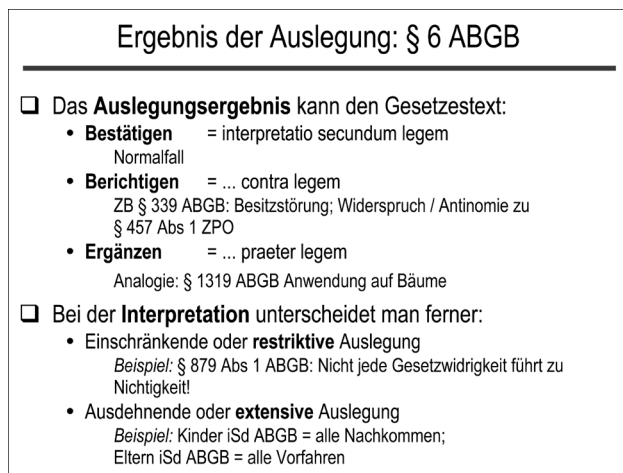 Ergebnis der Auslegung: § 6 ABGB
❑ Das Auslegungsergebnis kann den Gesetzestext:
• Bestätigen = interpretatio secundum legem
Normalfall
• Berichtigen = ... contra legem
ZB § 339 ABGB: Besitzstörung; Widerspruch / Antinomie zu
§ 457 Abs 1 ZPO
• Ergänzen = ... praeter legem
Analogie: § 1319 ABGB Anwendung auf Bäume
❑ Bei der Interpretation unterscheidet man ferner:
• Einschränkende oder restriktive Auslegung
Beispiel: § 879 Abs 1 ABGB: Nicht jede Gesetzwidrigkeit führt zu
Nichtigkeit!
• Ausdehnende oder extensive Auslegung
Beispiel: Kinder iSd ABGB = alle Nachkommen;
Eltern iSd ABGB = alle Vorfahren